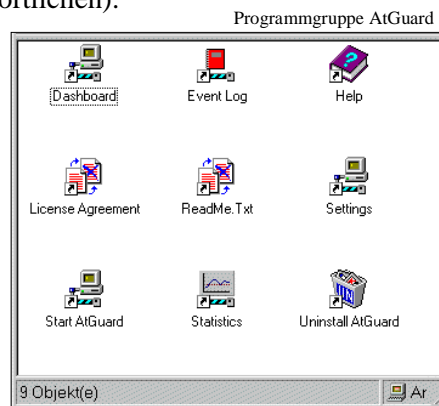 ortlichen).
Programmgruppe AtGuard
Dashboard Event Log Help
License Agreement ReadMe.Txt Settings
Start AtGuard Statistics Uninstall AtGuard
9 Objekt(e) Ar